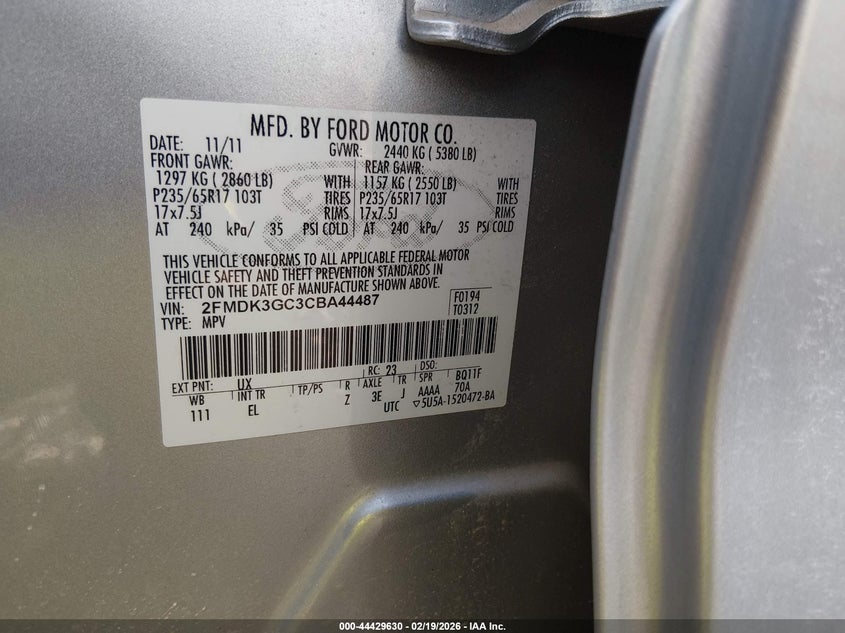 MFD. BY FORD MOTOR CO.
DATE: 11/11 GVWR: 2440 KG ( 5380 LB)
FRONT GAWR: REAR GAWR:
1297 KG ( 2860 LB) WITH 1157 KG ( 2550 LB) WITH
P235/65R17 103T TIRES P235/65R17 103T TIRES
17x7.5J RIMS 17x7.5J RIMS
AT 240 kPa/ 35 PSI COLD AT 240 kPa/ 35 PSI COLD
Ford
THIS VEHICLE CONFORMS TO ALL APPLICABLE FEDERAL MOTOR
VEHICLE SAFETY AND THEFT PREVENTION STANDARDS IN
EFFECT ON THE DATE OF MANUFACTURE SHOWN ABOVE.
VIN: 2FMDK3GC3CBA44487 F0194
TYPE: MPV T0312
EXT PNT: UX RC: 23 DSO:
WB INT TR TP/PS R AXLE TR SPR BQ11F
111 EL Z 3E J AAAA 70A
UTC ▽5U5A-1520472-BA
000-44429630 - 02/19/2026 - IAA Inc.